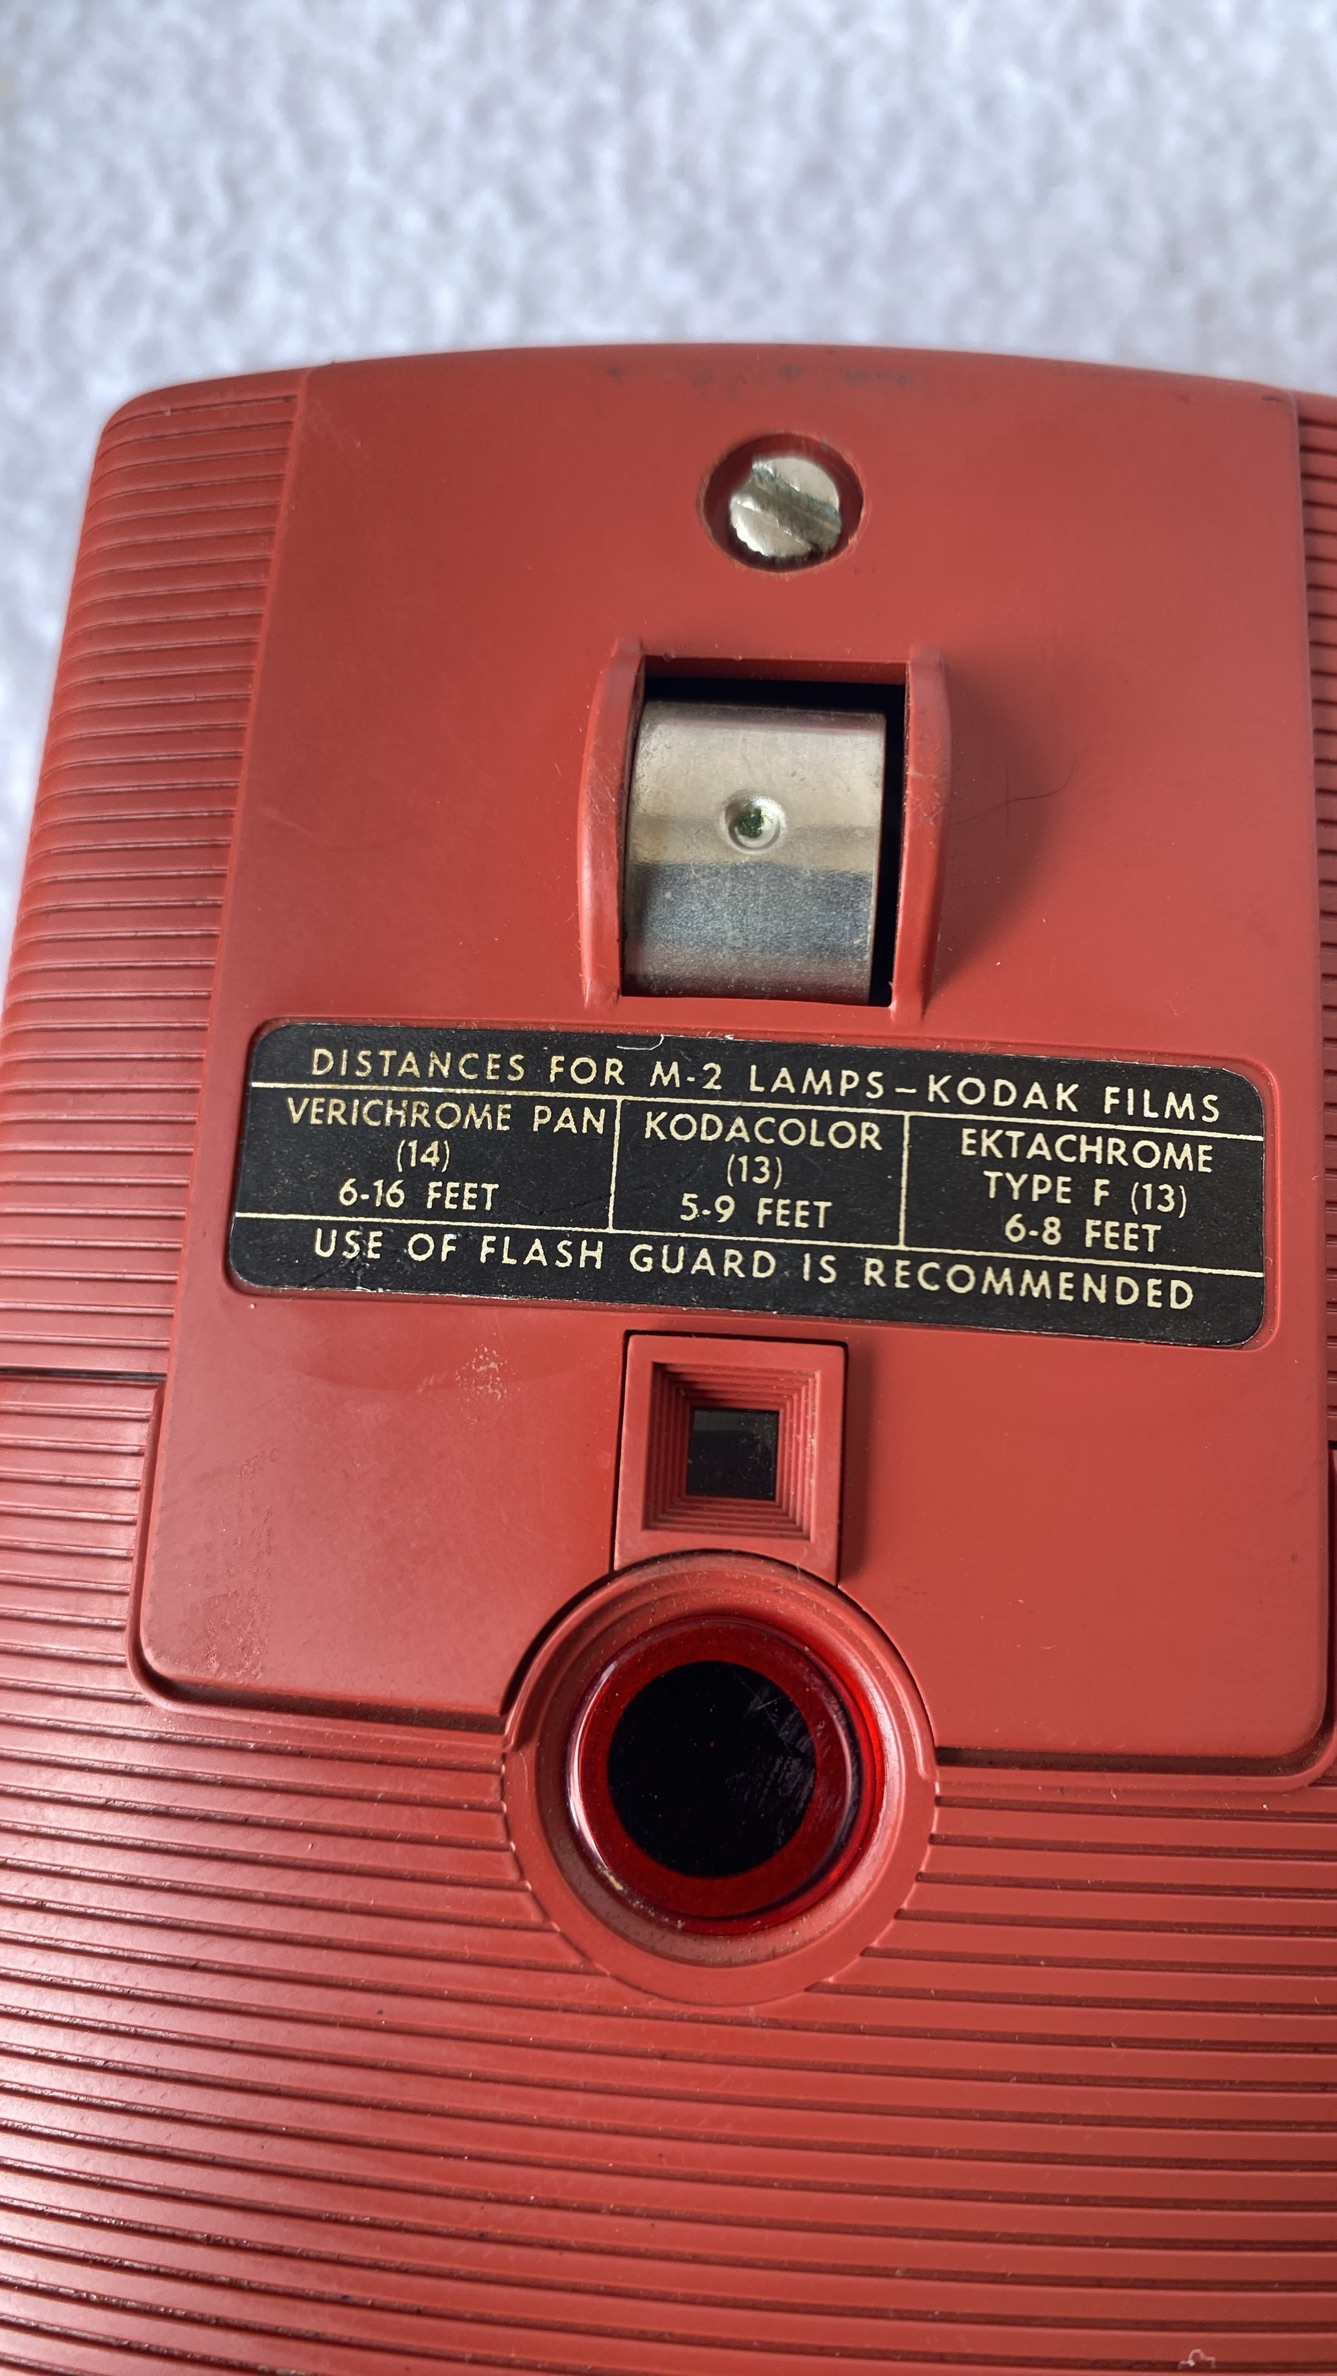 DISTANCES FOR M-2 LAMPS–KODAK FILMS
VERICHROME PAN
(14)
6-16 FEET
KODACOLOR
(13)
5-9 FEET
EKTACHROME
TYPE F (13)
6-8 FEET
USE OF FLASH GUARD IS RECOMMENDED